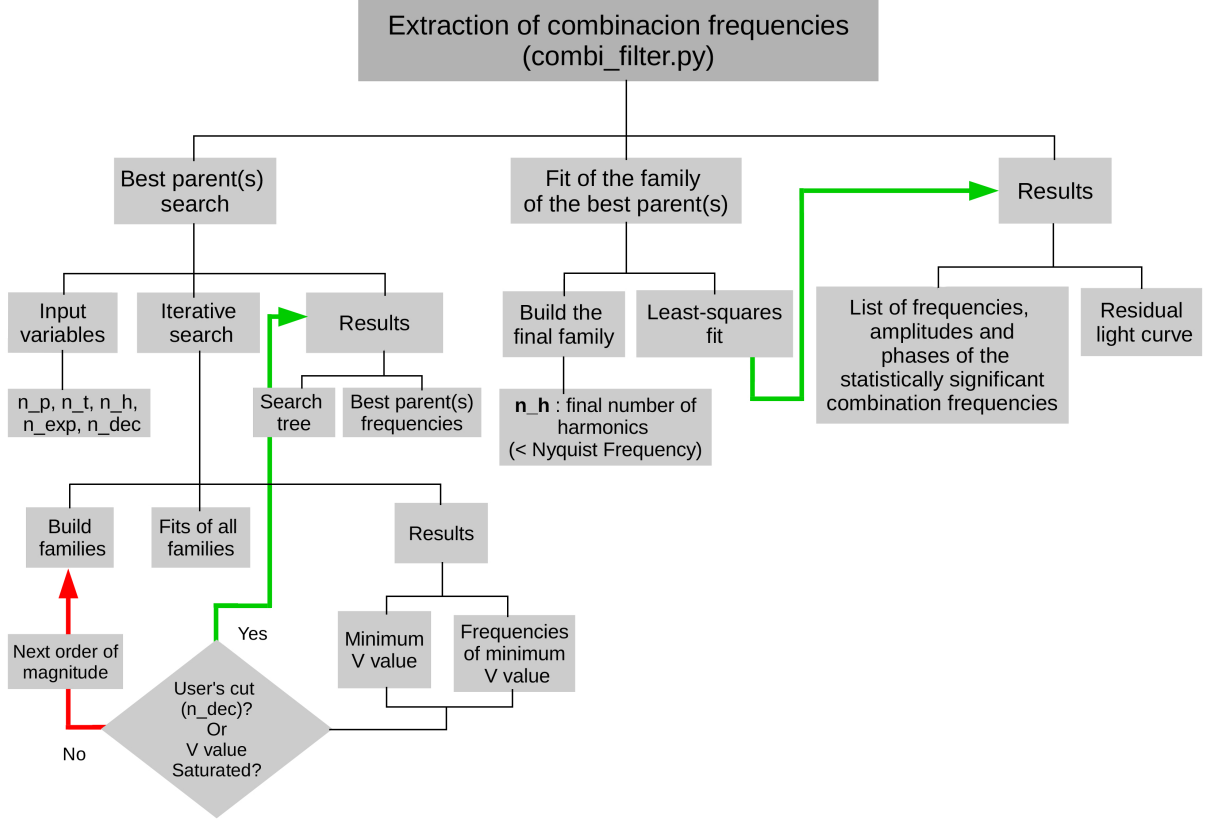 Extraction of combinacion frequencies
(combi_filter.py)
Best parent(s)
search
Fit of the family
of the best parent(s)
Results
Input
variables
Iterative
search
Results
Build the
final family
Least-squares
fit
List of frequencies,
amplitudes and
phases of the
statistically significant
combination frequencies
Residual
light curve
n_p, n_t, n_h,
n_exp, n_dec
Search
tree
Best parent(s)
frequencies
n_h : final number of
harmonics
(< Nyquist Frequency)
Build
families
Fits of all
families
Results
Minimum
V value
Frequencies
of minimum
V value
Yes
Next order of
magnitude
User's cut
(n_dec)?
Or
V value
Saturated?
No